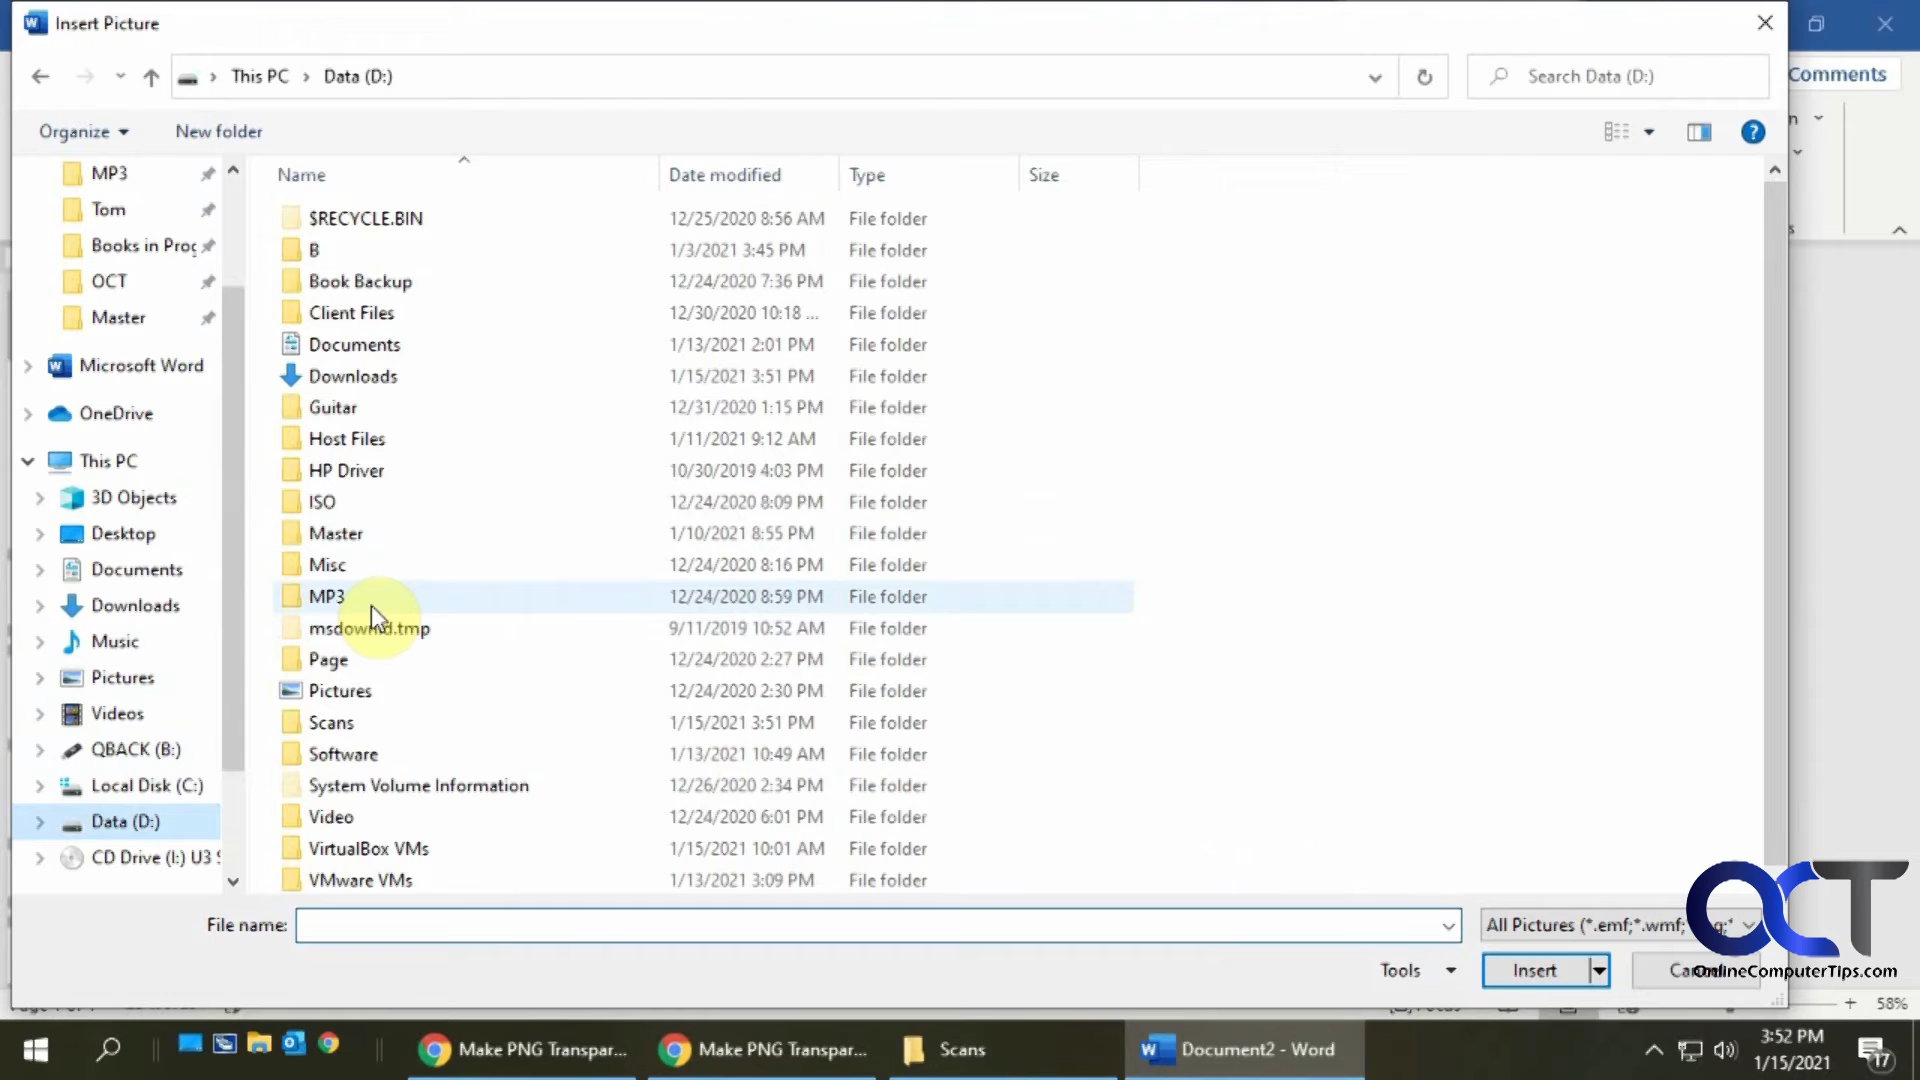 Insert Picture
This PC > Data (D:)
Search Data (D:)
Comments
Organize
New folder
Name
Date modified
Type
Size
MP3
Tom
Books in Prog
OCT
Master
Microsoft Word
OneDrive
This PC
3D Objects
Desktop
Documents
Downloads
Music
Pictures
Videos
QBACK (B:)
Local Disk (C:)
Data (D:)
CD Drive (I:) U3 S
$RECYCLE.BIN 12/25/2020 8:56 AM File folder
B 1/3/2021 3:45 PM File folder
Book Backup 12/24/2020 7:36 PM File folder
Client Files 12/30/2020 10:18 ... File folder
Documents 1/13/2021 2:01 PM File folder
Downloads 1/15/2021 3:51 PM File folder
Guitar 12/31/2020 1:15 PM File folder
Host Files 1/11/2021 9:12 AM File folder
HP Driver 10/30/2019 4:03 PM File folder
ISO 12/24/2020 8:09 PM File folder
Master 1/10/2021 8:55 PM File folder
Misc 12/24/2020 8:16 PM File folder
MP3 12/24/2020 8:59 PM File folder
msdownld.tmp 9/11/2019 10:52 AM File folder
Page 12/24/2020 2:27 PM File folder
Pictures 12/24/2020 2:30 PM File folder
Scans 1/15/2021 3:51 PM File folder
Software 1/13/2021 10:49 AM File folder
System Volume Information 12/26/2020 2:34 PM File folder
Video 12/24/2020 6:01 PM File folder
VirtualBox VMs 1/15/2021 10:01 AM File folder
VMware VMs 1/13/2021 3:09 PM File folder
File name:
All Pictures (*.emf;*.wmf;
Tools
Insert
OCT
OnlineComputerTips.com
58%
Make PNG Transpar...
Make PNG Transpar...
Scans
Document2 - Word
3:52 PM
1/15/2021
17